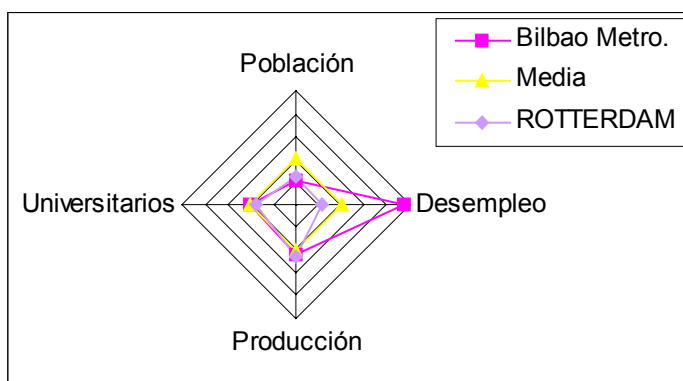 Bilbao Metro.
Media
ROTTERDAM
Población
Universitarios
Desempleo
Producción